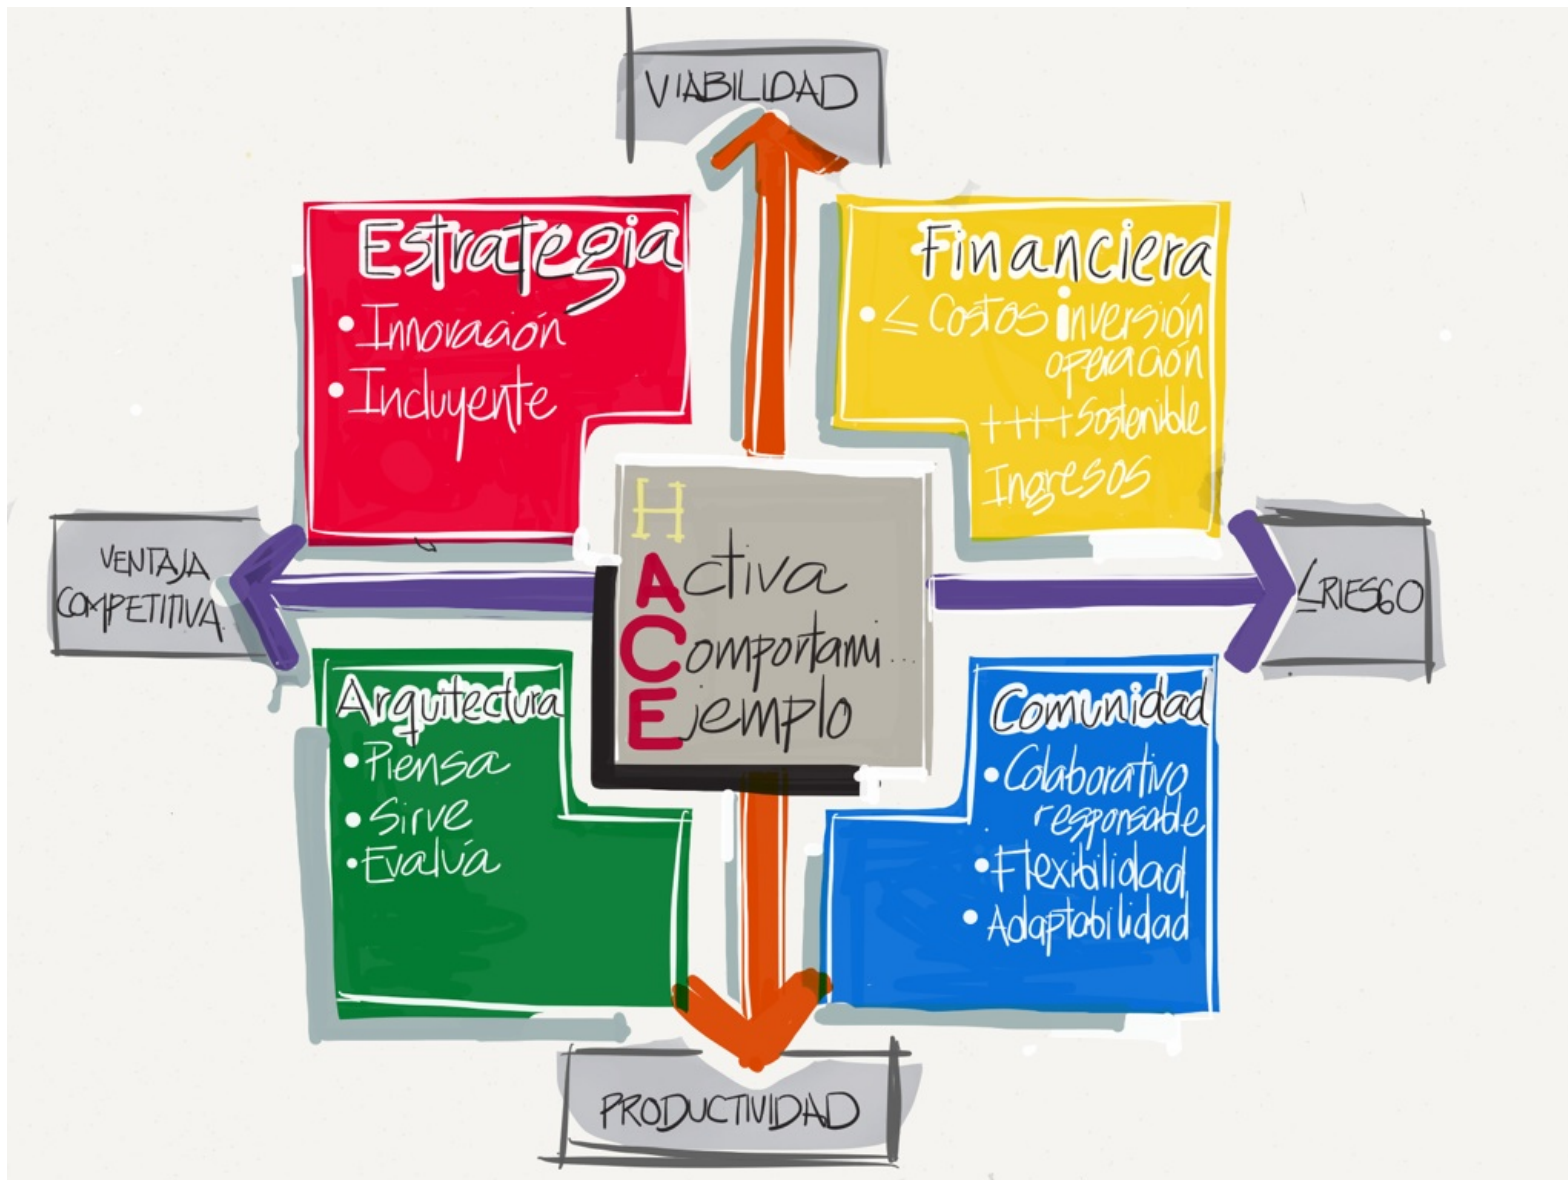 VIABILIDAD
Estrategia
• Innovación
• Incluyente
Financiera
• ≤ Costos inversión
operación
++++ Sostenible
Ingresos
VENTAJA
COMPETITIVA
H
Activa
Comportami...
Ejemplo
≤RIESGO
Arquitectura
• Piensa
• Sirve
• Evalúa
Comunidad
• Colaborativo
responsable
• Flexibilidad
• Adaptabilidad
PRODUCTIVIDAD